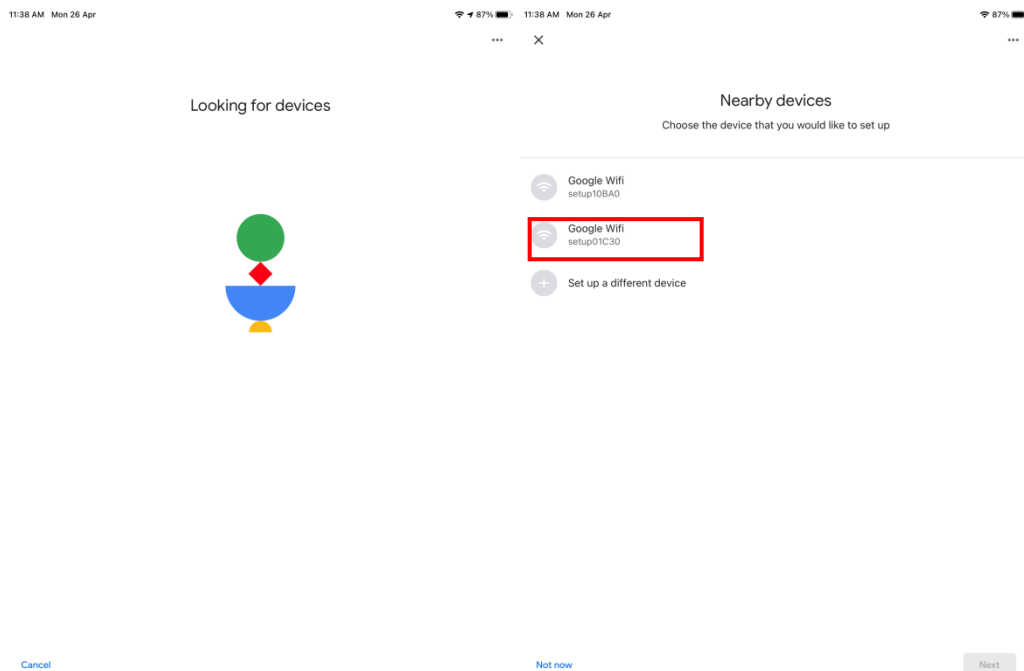 11:38 AM Mon 26 Apr
87%
Looking for devices
Cancel
11:38 AM Mon 26 Apr
87%
Nearby devices
Choose the device that you would like to set up
Google Wifi
setup10BA0
Google Wifi
setup01C30
Set up a different device
Not now
Next